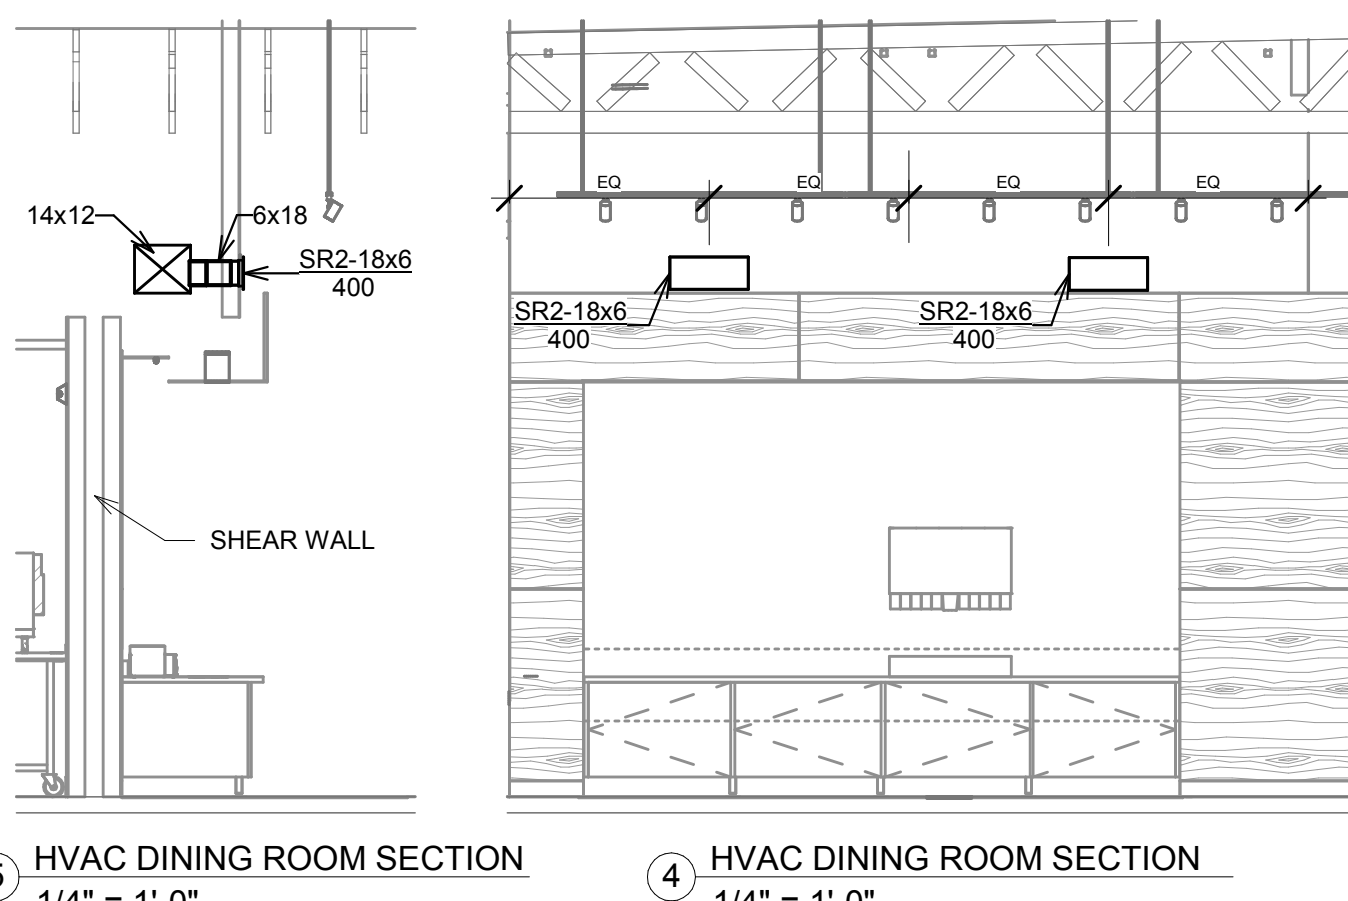 14x12
6x18
SR2-18x6
400
SHEAR WALL
EQ
EQ
EQ
EQ
SR2-18x6
400
SR2-18x6
400
HVAC DINING ROOM SECTION
1/4" = 1'-0"
4
HVAC DINING ROOM SECTION
1/4" = 1'-0"